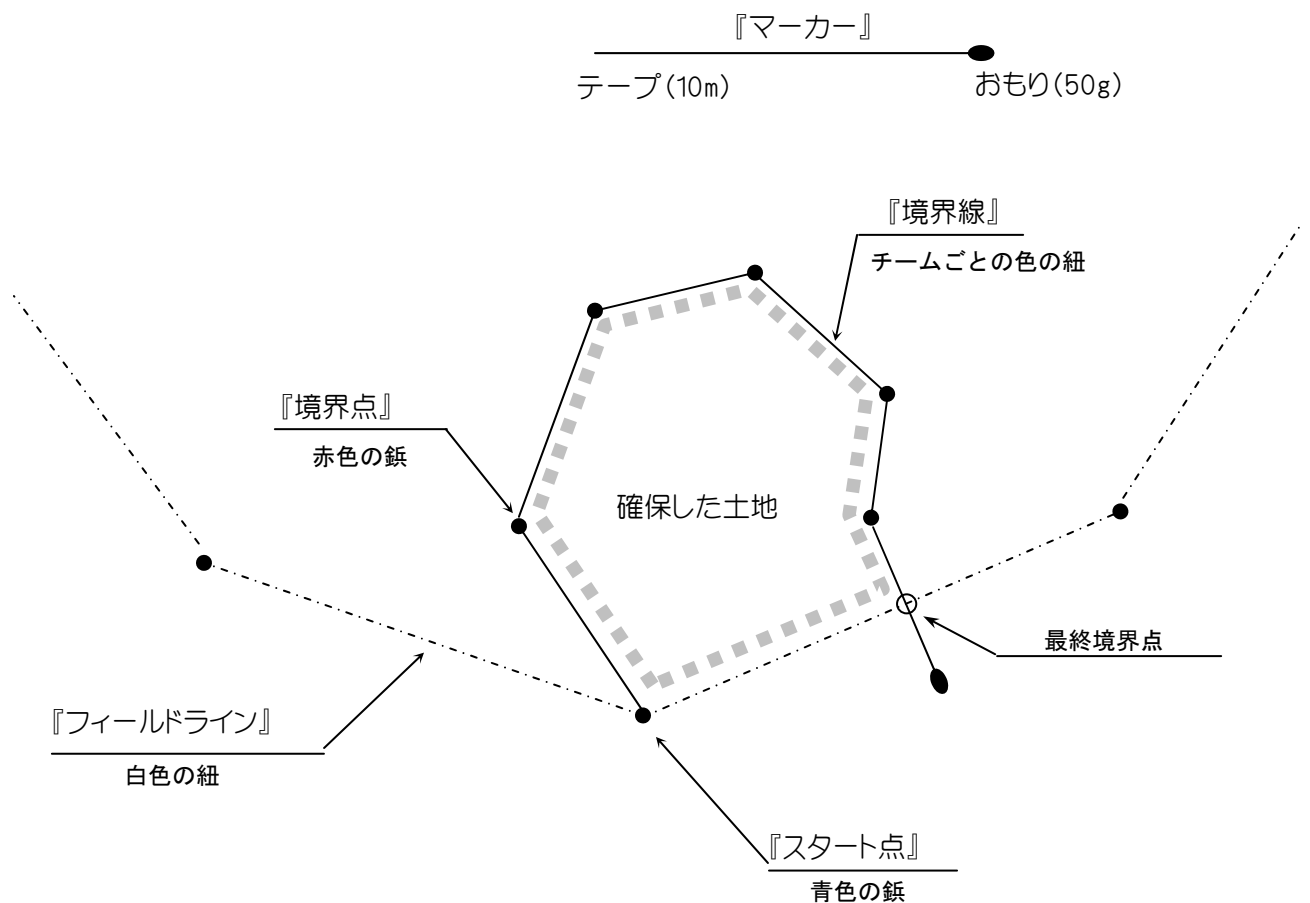 『マーカー』
テープ(10m)
おもり(50g)
『境界線』
チームごとの色の紐
『境界点』
赤色の鋲
確保した土地
最終境界点
『フィールドライン』
白色の紐
『スタート点』
青色の鋲